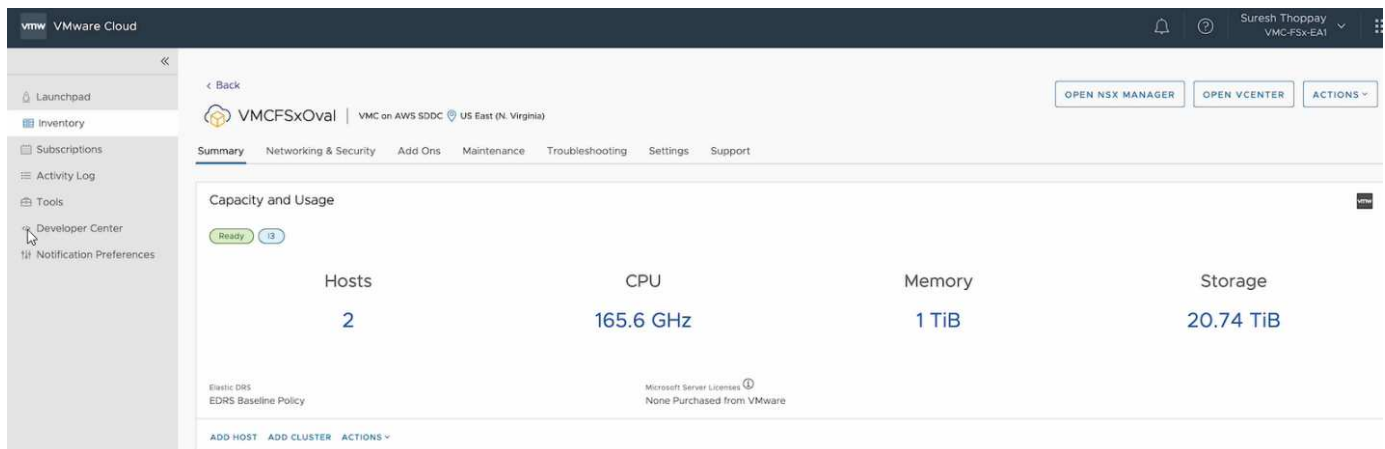 vmw VMware Cloud
Suresh Thoppay
VMC-FSx-EA1
Launchpad
Inventory
Subscriptions
Activity Log
Tools
Developer Center
Notification Preferences
< Back
OPEN NSX MANAGER OPEN VCENTER ACTIONS
VMCFSxOval | VMC on AWS SDDC US East (N. Virginia)
Summary Networking & Security Add Ons Maintenance Troubleshooting Settings Support
Capacity and Usage
vmw
Ready i3
Hosts CPU Memory Storage
2 165.6 GHz 1 TiB 20.74 TiB
Elastic DRS Microsoft Server Licenses
EDRS Baseline Policy None Purchased from VMware
ADD HOST ADD CLUSTER ACTIONS